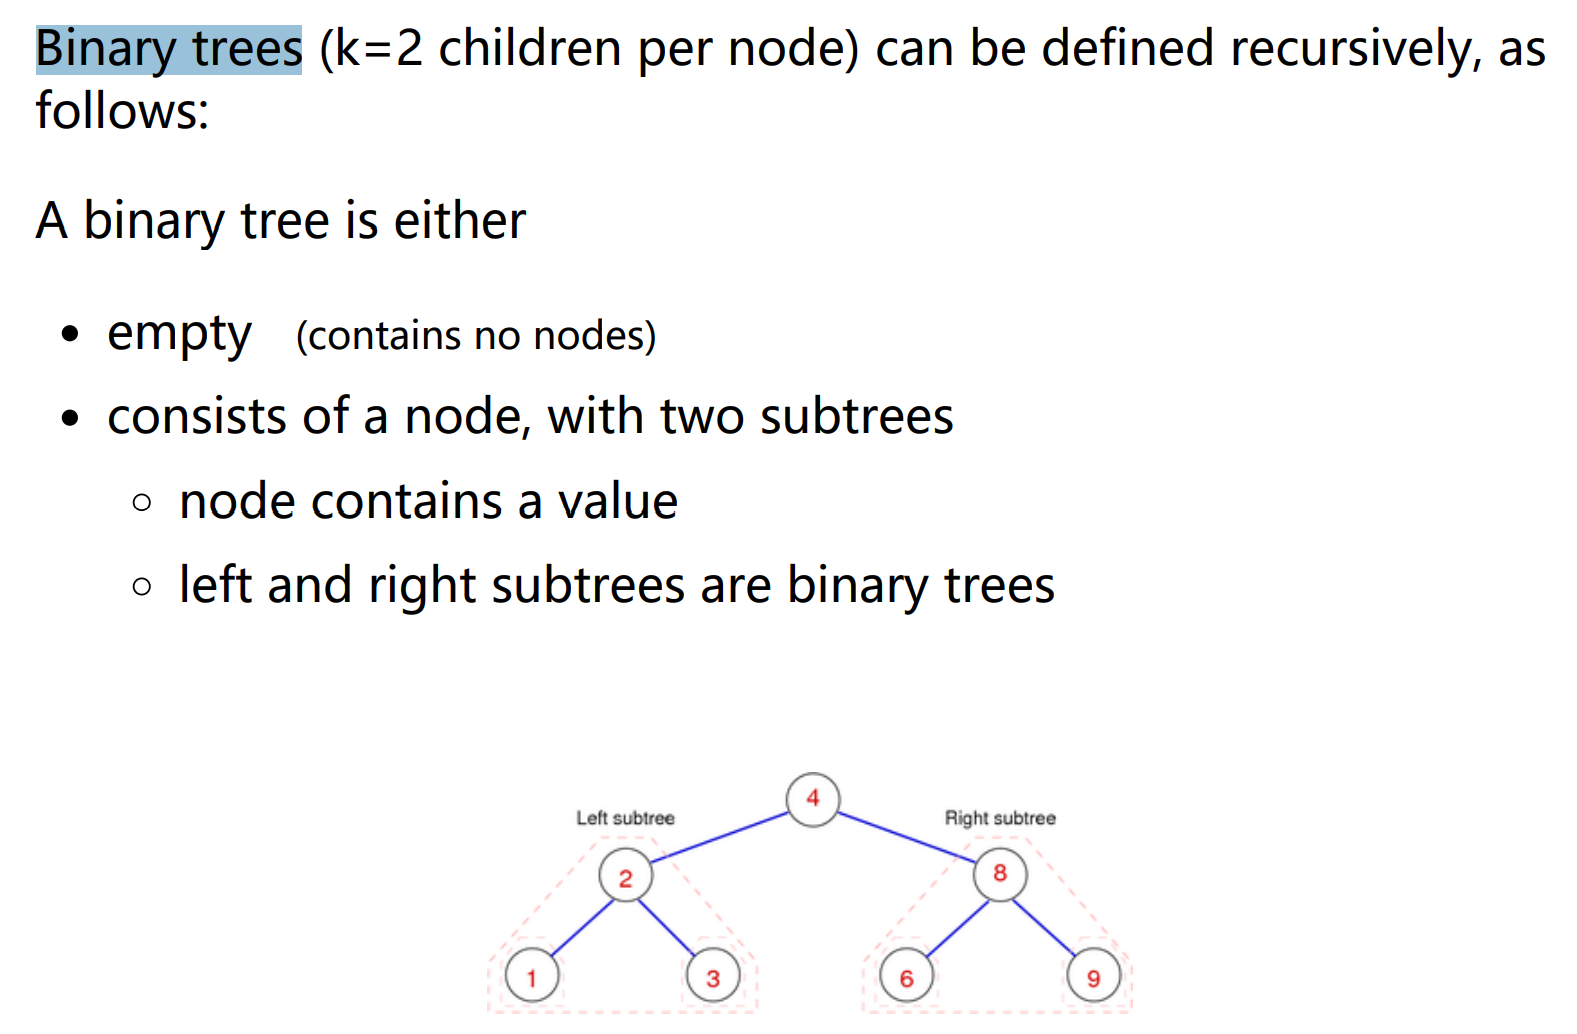 Binary trees (k=2 children per node) can be defined recursively, as
follows:
A binary tree is either
• empty (contains no nodes)
• consists of a node, with two subtrees
◦ node contains a value
◦ left and right subtrees are binary trees
4
Left subtree
Right subtree
2
8
1
3
6
9